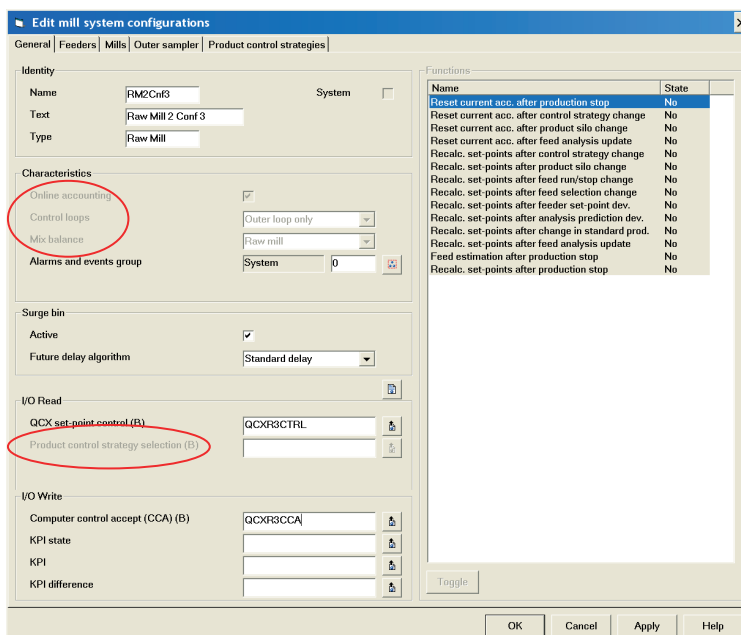 Edit mill system configurations
General Feeders Mills Outer sampler Product control strategies
Identity
Name RM2Cnf3 System
Text Raw Mill 2 Conf 3
Type Raw Mill
Characteristics
Online accounting
Control loops Outer loop only
Mix balance Raw mill
Alarms and events group System 0
Surge bin
Active
Future delay algorithm Standard delay
I/O Read
QCX set-point control (B) QCXR3CTRL
Product control strategy selection (B)
I/O Write
Computer control accept (CCA) (B) QCXR3CCA
KPI state
KPI
KPI difference
Functions
Name State
Reset current acc. after production stop No
Reset current acc. after control strategy change No
Reset current acc. after product silo change No
Reset current acc. after feed analysis update No
Recalc. set-points after control strategy change No
Recalc. set-points after product silo change No
Recalc. set-points after feed run/stop change No
Recalc. set-points after feed selection change No
Recalc. set-points after feeder set-point dev. No
Recalc. set-points after analysis prediction dev. No
Recalc. set-points after change in standard prod. No
Recalc. set-points after feed analysis update No
Feed estimation after production stop No
Recalc. set-points after production stop No
Toggle
OK Cancel Apply Help